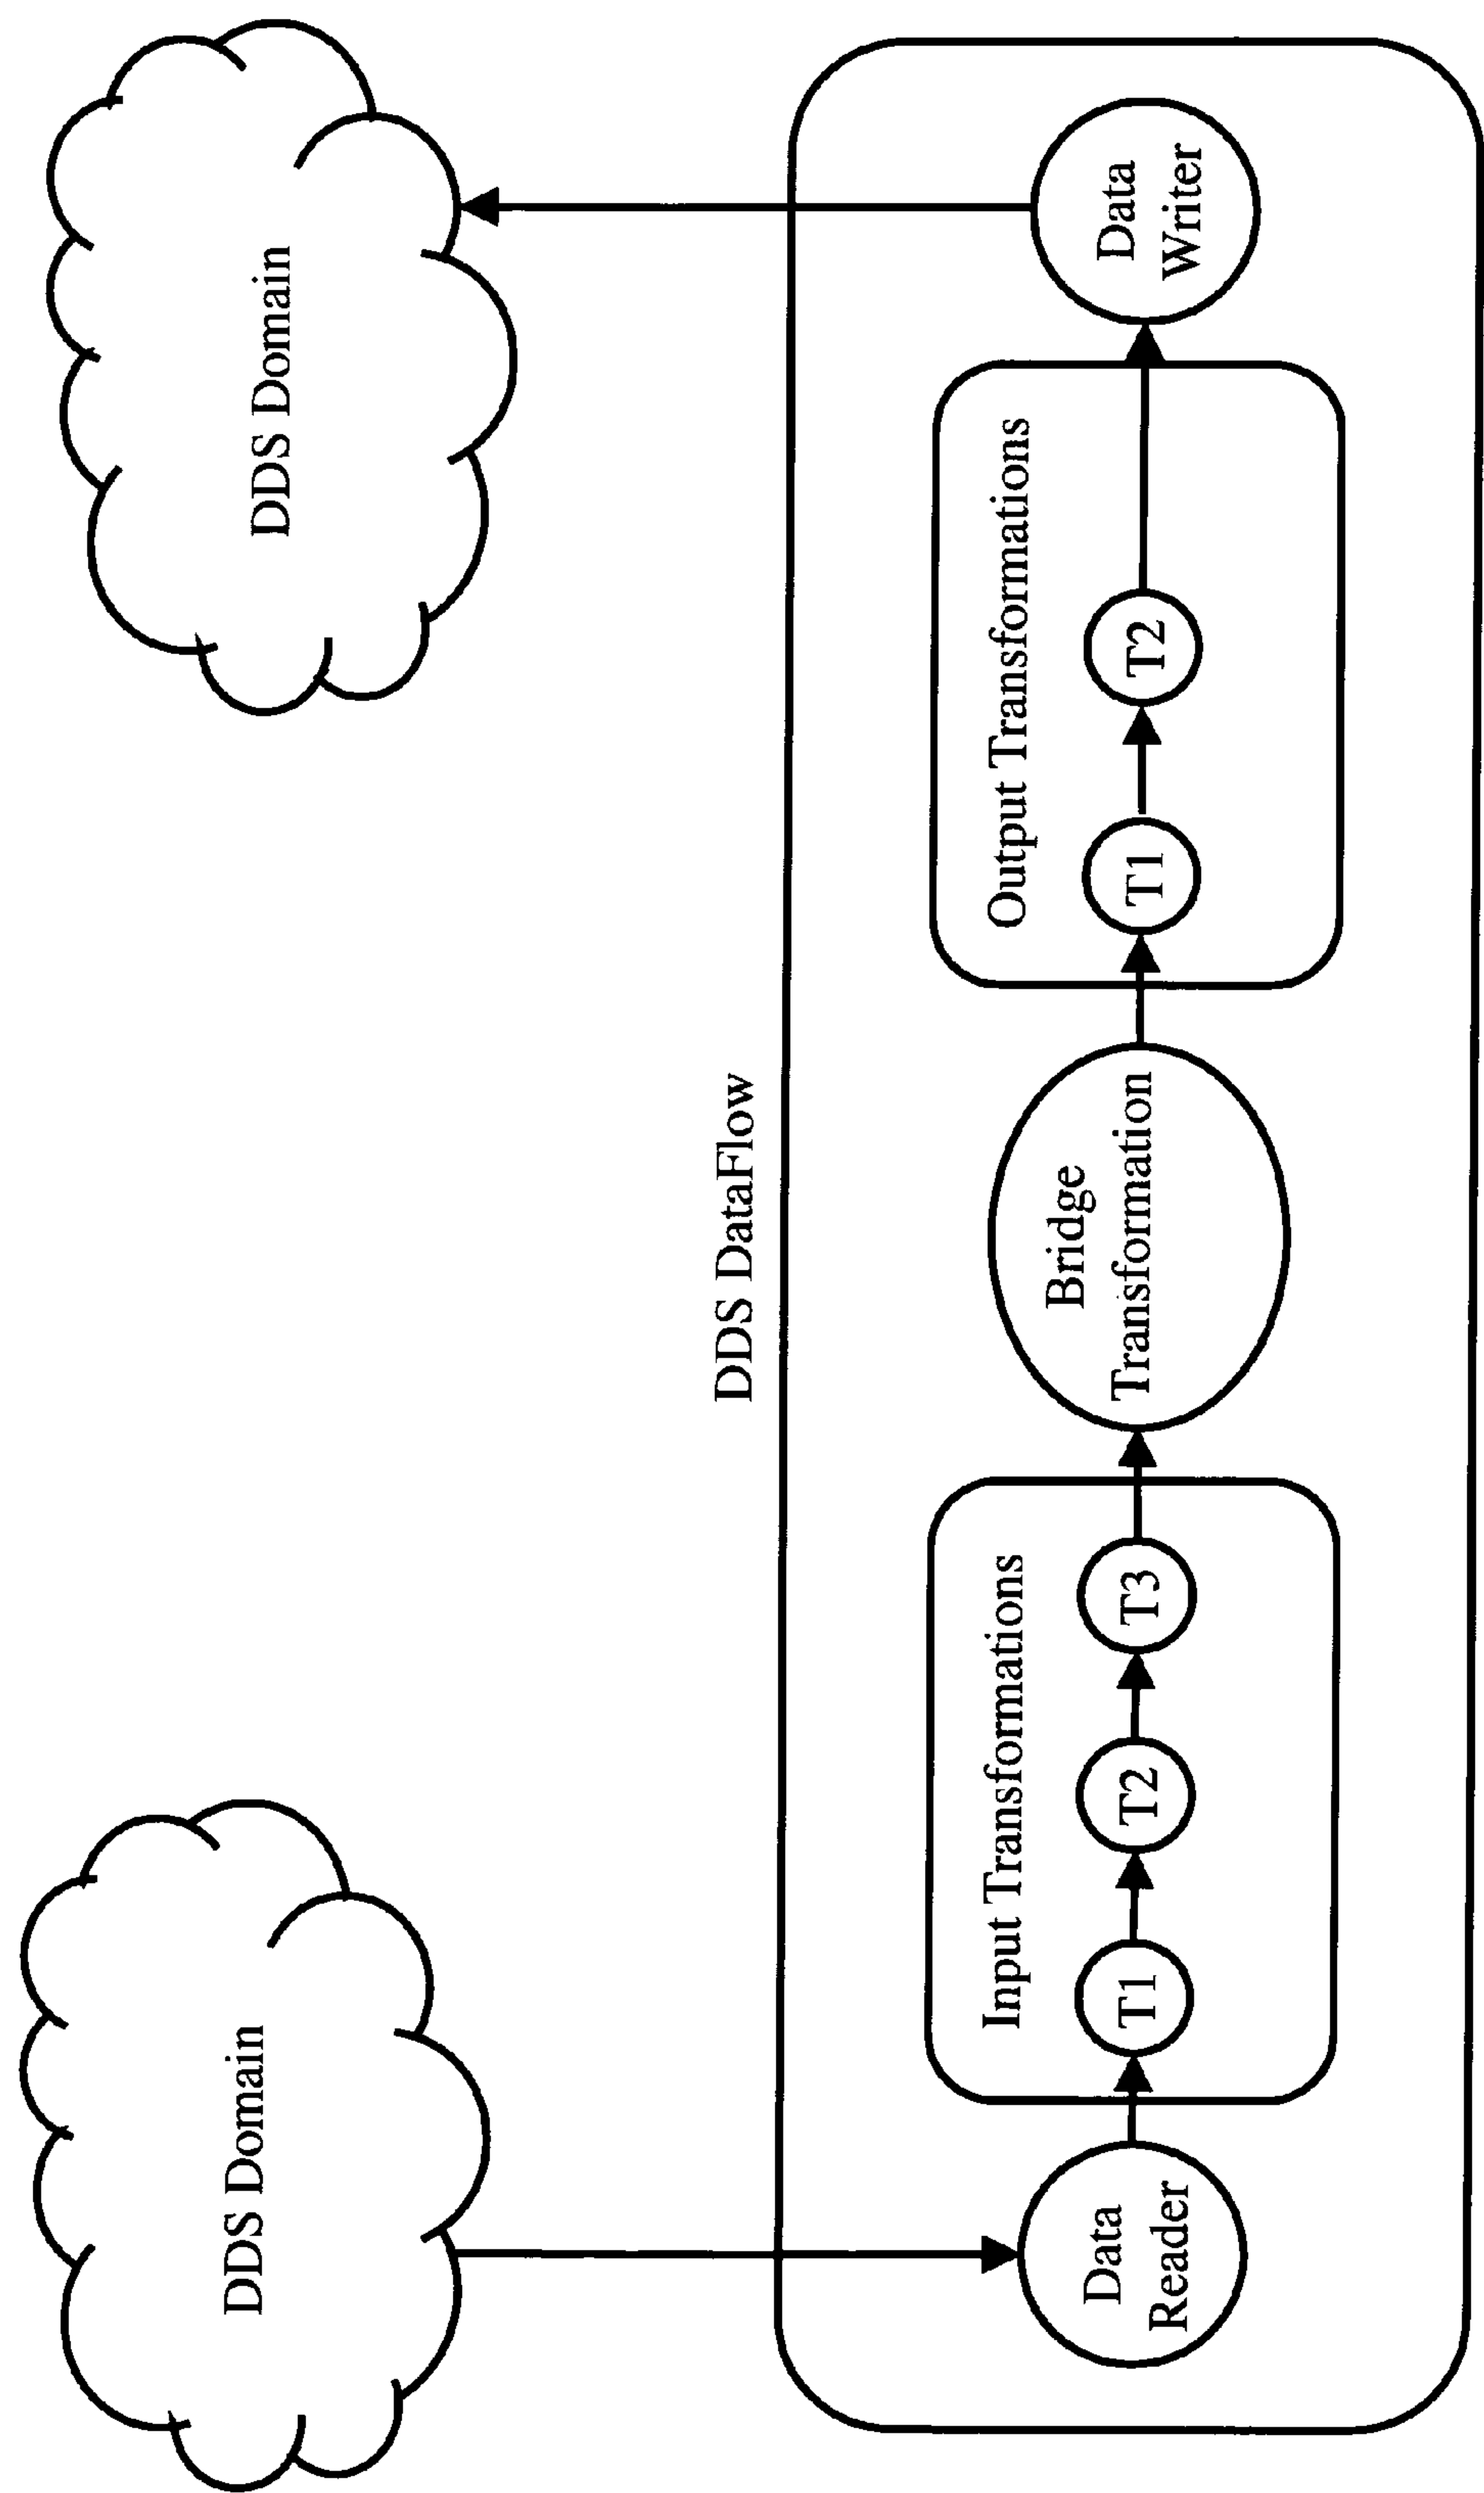 DDS Domain
DDS Domain
DDS DataFlow
Input Transformations
Output Transformations
Data
Reader
T1
T2
T3
Bridge
Transformation
T1
T2
Data
Writer